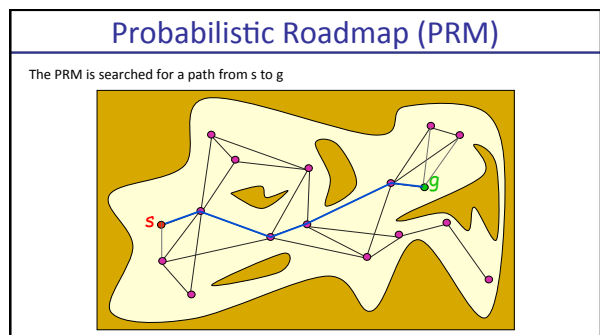 Probabilistic Roadmap (PRM)
The PRM is searched for a path from s to g
s
g